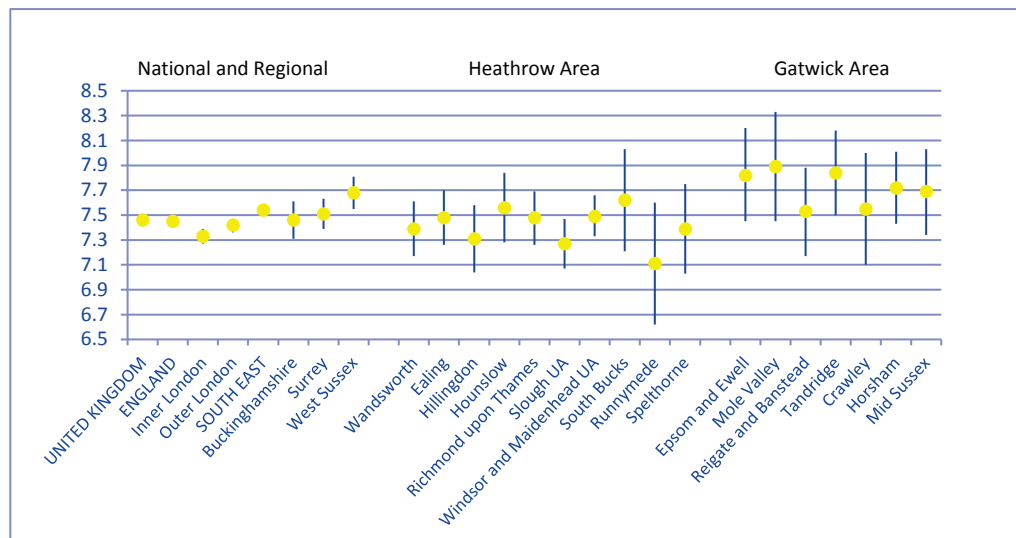 National and Regional Heathrow Area Gatwick Area
8.5
8.3
8.1
7.9
7.7
7.5
7.3
7.1
6.9
6.7
6.5
UNITED KINGDOM
ENGLAND
Inner London
Outer London
SOUTH EAST
Buckinghamshire
Surrey
West Sussex
Wandsworth
Ealing
Hillingdon
Hounslow
Richmond upon Thames
Slough UA
Windsor and Maidenhead UA
South Bucks
Runnymede
Spelthorne
Epsom and Ewell
Mole Valley
Reigate and Banstead
Tandridge
Crawley
Horsham
Mid Sussex